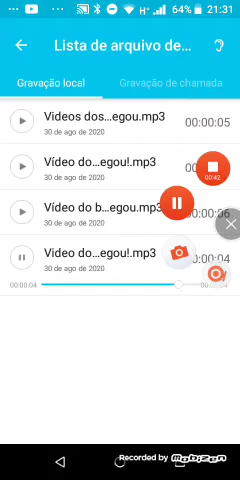 H+ 64% 21:31
Lista de arquivo de...
Gravação local Gravação de chamada
Videos dos...egou.mp3
00:00:05
30 de ago de 2020
Vídeo do...egou!.mp3
00:42
30 de ago de 2020
Vídeo do b...egou.mp3
00:06
30 de ago de 2020
Video do...egou!.mp3
0:04
30 de ago de 2020
00:00:04
Recorded by MOBIZEN